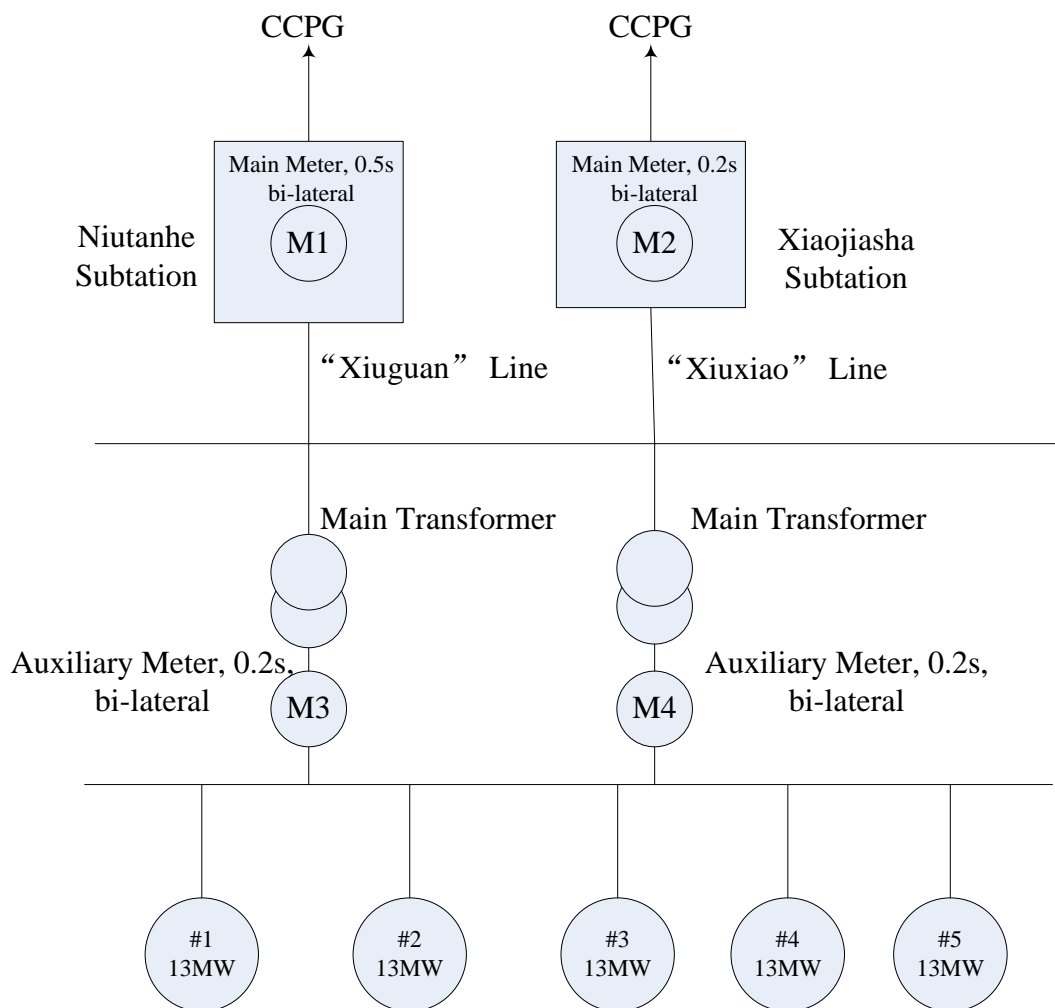 CCPG
CCPG
Main Meter, 0.5s
bi-lateral
M1
Main Meter, 0.2s
bi-lateral
M2
Niutanhe
Subtation
Xiaojiasha
Subtation
“Xiuguan” Line
“Xiuxiao” Line
Main Transformer
Main Transformer
Auxiliary Meter, 0.2s,
bi-lateral
M3
M4
Auxiliary Meter, 0.2s,
bi-lateral
#1
13MW
#2
13MW
#3
13MW
#4
13MW
#5
13MW